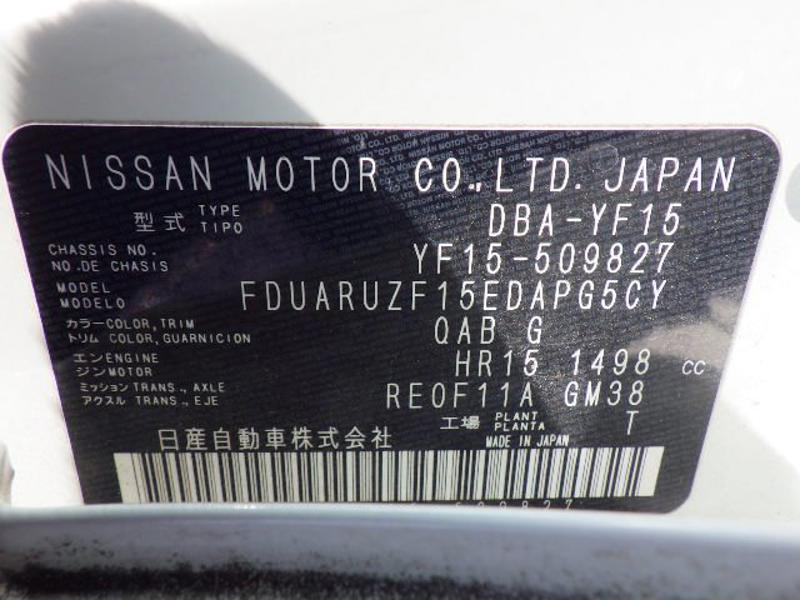 NISSAN MOTOR CO.,LTD. JAPAN
型式 TYPE TIPO DBA-YF15
CHASSIS NO. NO.DE CHASIS YF15-509827
MODEL MODELO FDUARUZF15EDAPG5CY
カラー COLOR,TRIM トリム COLOR,GUARNICION QAB G
エンジン ENGINE MOTOR HR15 1498 cc
ミッション TRANS.,AXLE アクスル TRANS.,EJE RE0F11A GM38
工場 PLANT PLANTA T
日産自動車株式会社 MADE IN JAPAN